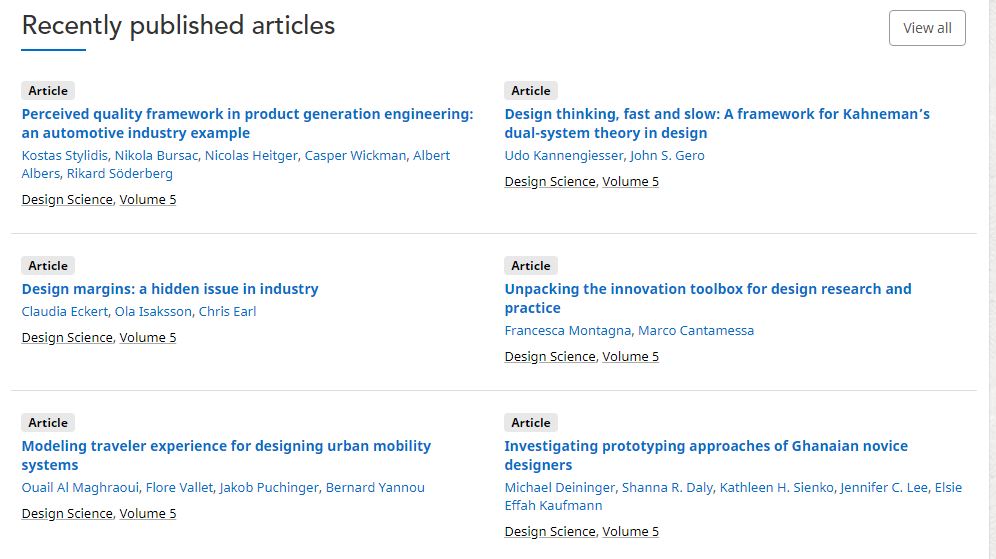 Recently published articles
View all
Article
Perceived quality framework in product generation engineering:
an automotive industry example
Kostas Stylidis, Nikola Bursac, Nicolas Heitger, Casper Wickman, Albert
Albers, Rikard Söderberg
Design Science, Volume 5
Article
Design thinking, fast and slow: A framework for Kahneman’s
dual-system theory in design
Udo Kannengiesser, John S. Gero
Design Science, Volume 5
Article
Design margins: a hidden issue in industry
Claudia Eckert, Ola Isaksson, Chris Earl
Design Science, Volume 5
Article
Unpacking the innovation toolbox for design research and
practice
Francesca Montagna, Marco Cantamessa
Design Science, Volume 5
Article
Modeling traveler experience for designing urban mobility
systems
Ouail Al Maghraoui, Flore Vallet, Jakob Puchinger, Bernard Yannou
Design Science, Volume 5
Article
Investigating prototyping approaches of Ghanaian novice
designers
Michael Deininger, Shanna R. Daly, Kathleen H. Sienko, Jennifer C. Lee, Elsie
Effah Kaufmann
Design Science, Volume 5